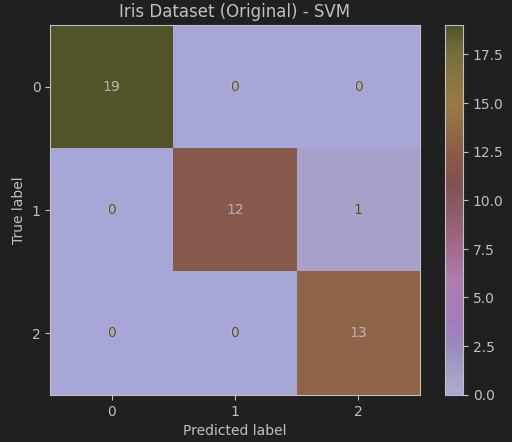 Iris Dataset (Original) - SVM
0 19 0 0
1 0 12 1
2 0 0 13
0 1 2
True label
Predicted label
17.5
15.0
12.5
10.0
7.5
5.0
2.5
0.0